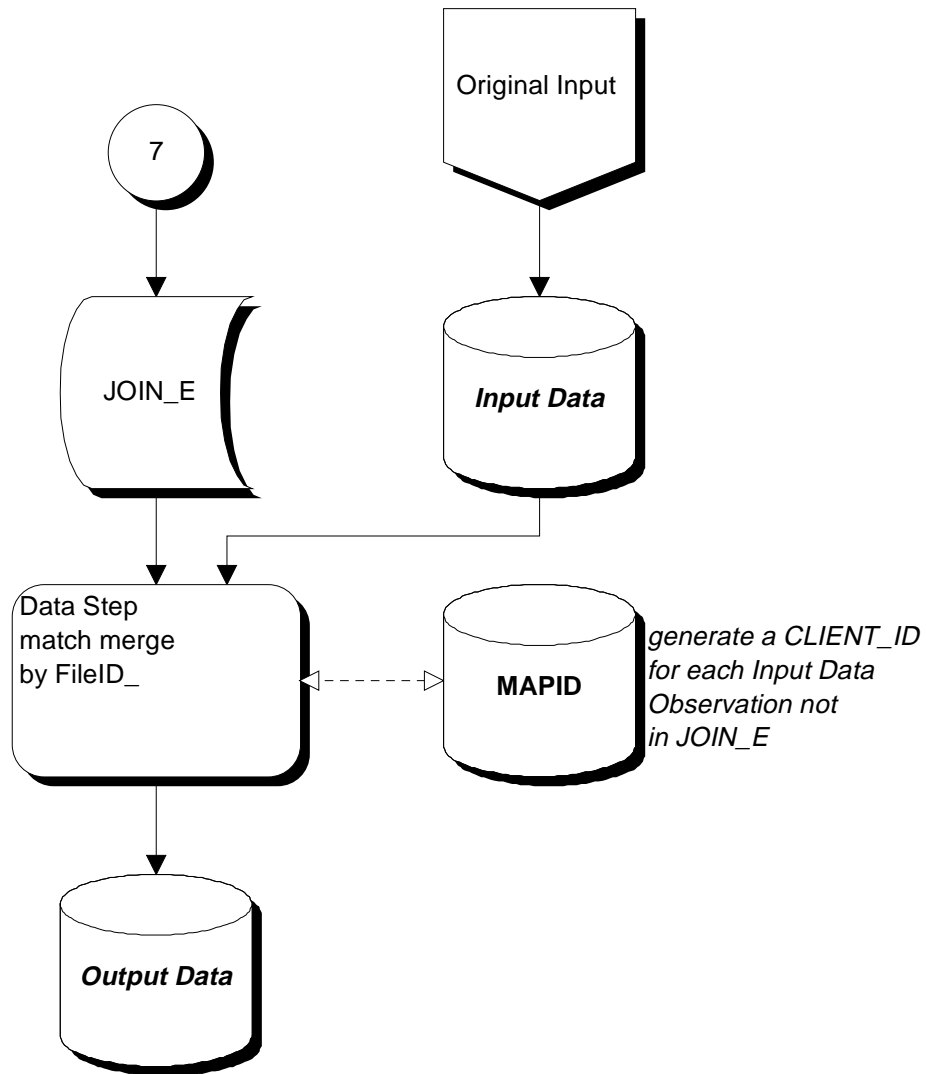 Original Input
7
JOIN_E
Input Data
Data Step
match merge
by FileID_
MAPID
generate a CLIENT_ID
for each Input Data
Observation not
in JOIN_E
Output Data